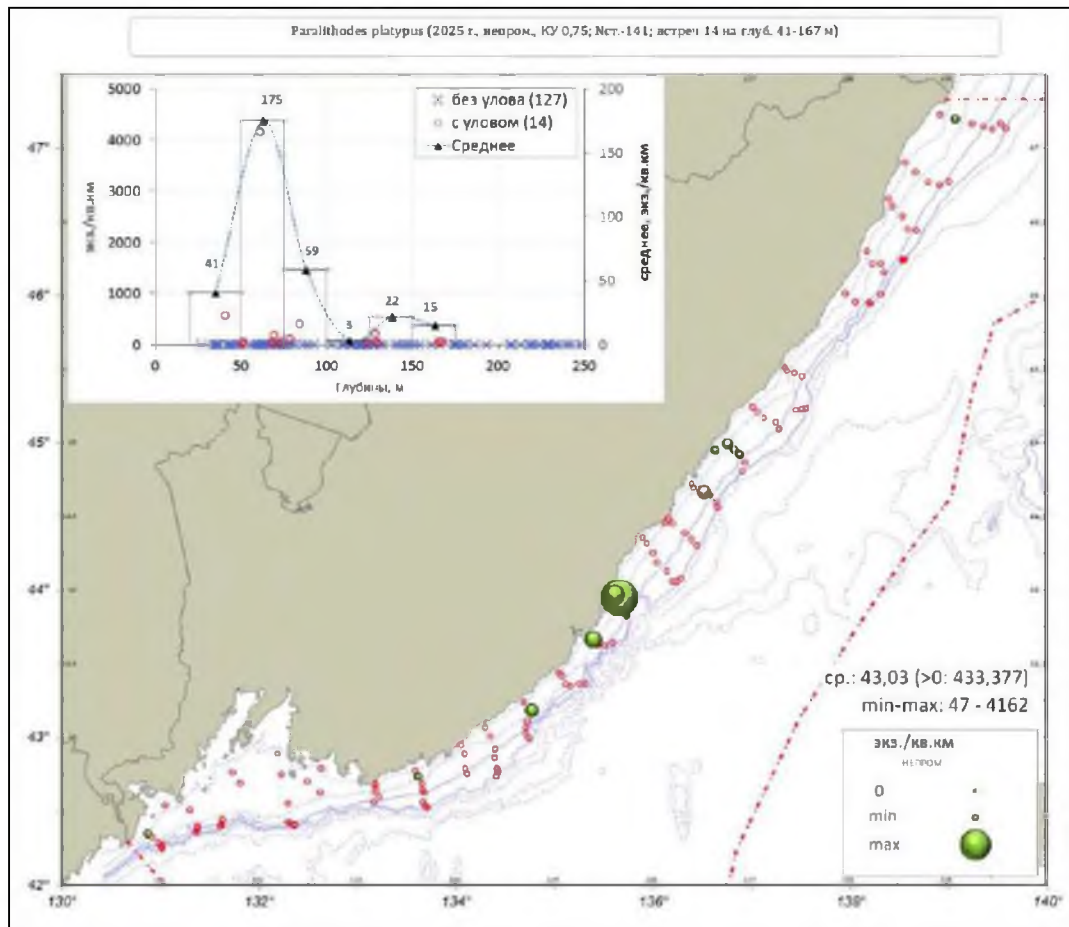 Paralithodes platypus (2025 г., непром., КУ 0,75; Nст.-141; встреч 14 на глуб. 41-167 м)
5000
4000
3000
2000
1000
0
экз./кв.км
175
41
59
3
22
15
без улова (127)
с уловом (14)
Среднее
200
150
100
50
0
среднее, экз./кв.км
0
50
100
150
200
250
Глубины, м
47°
46°
45°
44°
43°
42°
ср.: 43,03 (>0: 433,377)
min-max: 47 - 4162
экз./кв.км
НЕПРОМ
0
min
max
130°
132°
134°
136°
138°
140°